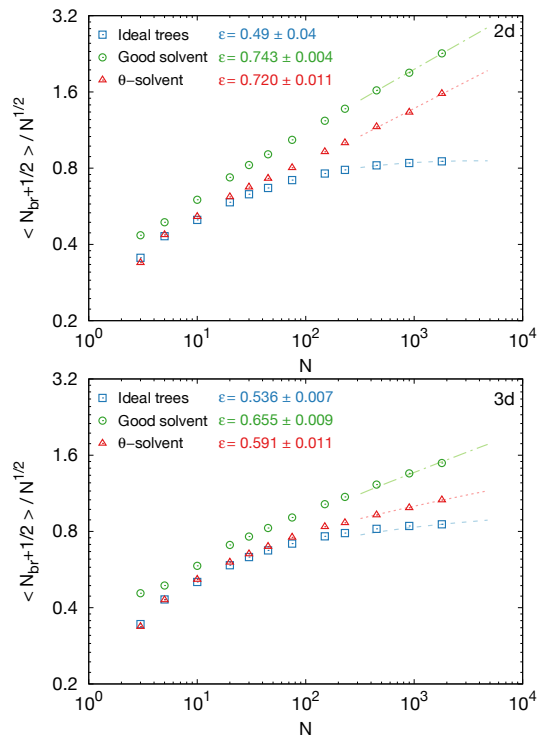 3.2
2d
Ideal trees ε= 0.49 ± 0.04
Good solvent ε= 0.743 ± 0.004
θ−solvent ε= 0.720 ± 0.011
1.6
0.8
0.4
0.2
10^0 10^1 10^2 10^3 10^4
N
< N_br+1/2 > / N^1/2
3.2
3d
Ideal trees ε= 0.536 ± 0.007
Good solvent ε= 0.655 ± 0.009
θ−solvent ε= 0.591 ± 0.011
1.6
0.8
0.4
0.2
10^0 10^1 10^2 10^3 10^4
N
< N_br+1/2 > / N^1/2